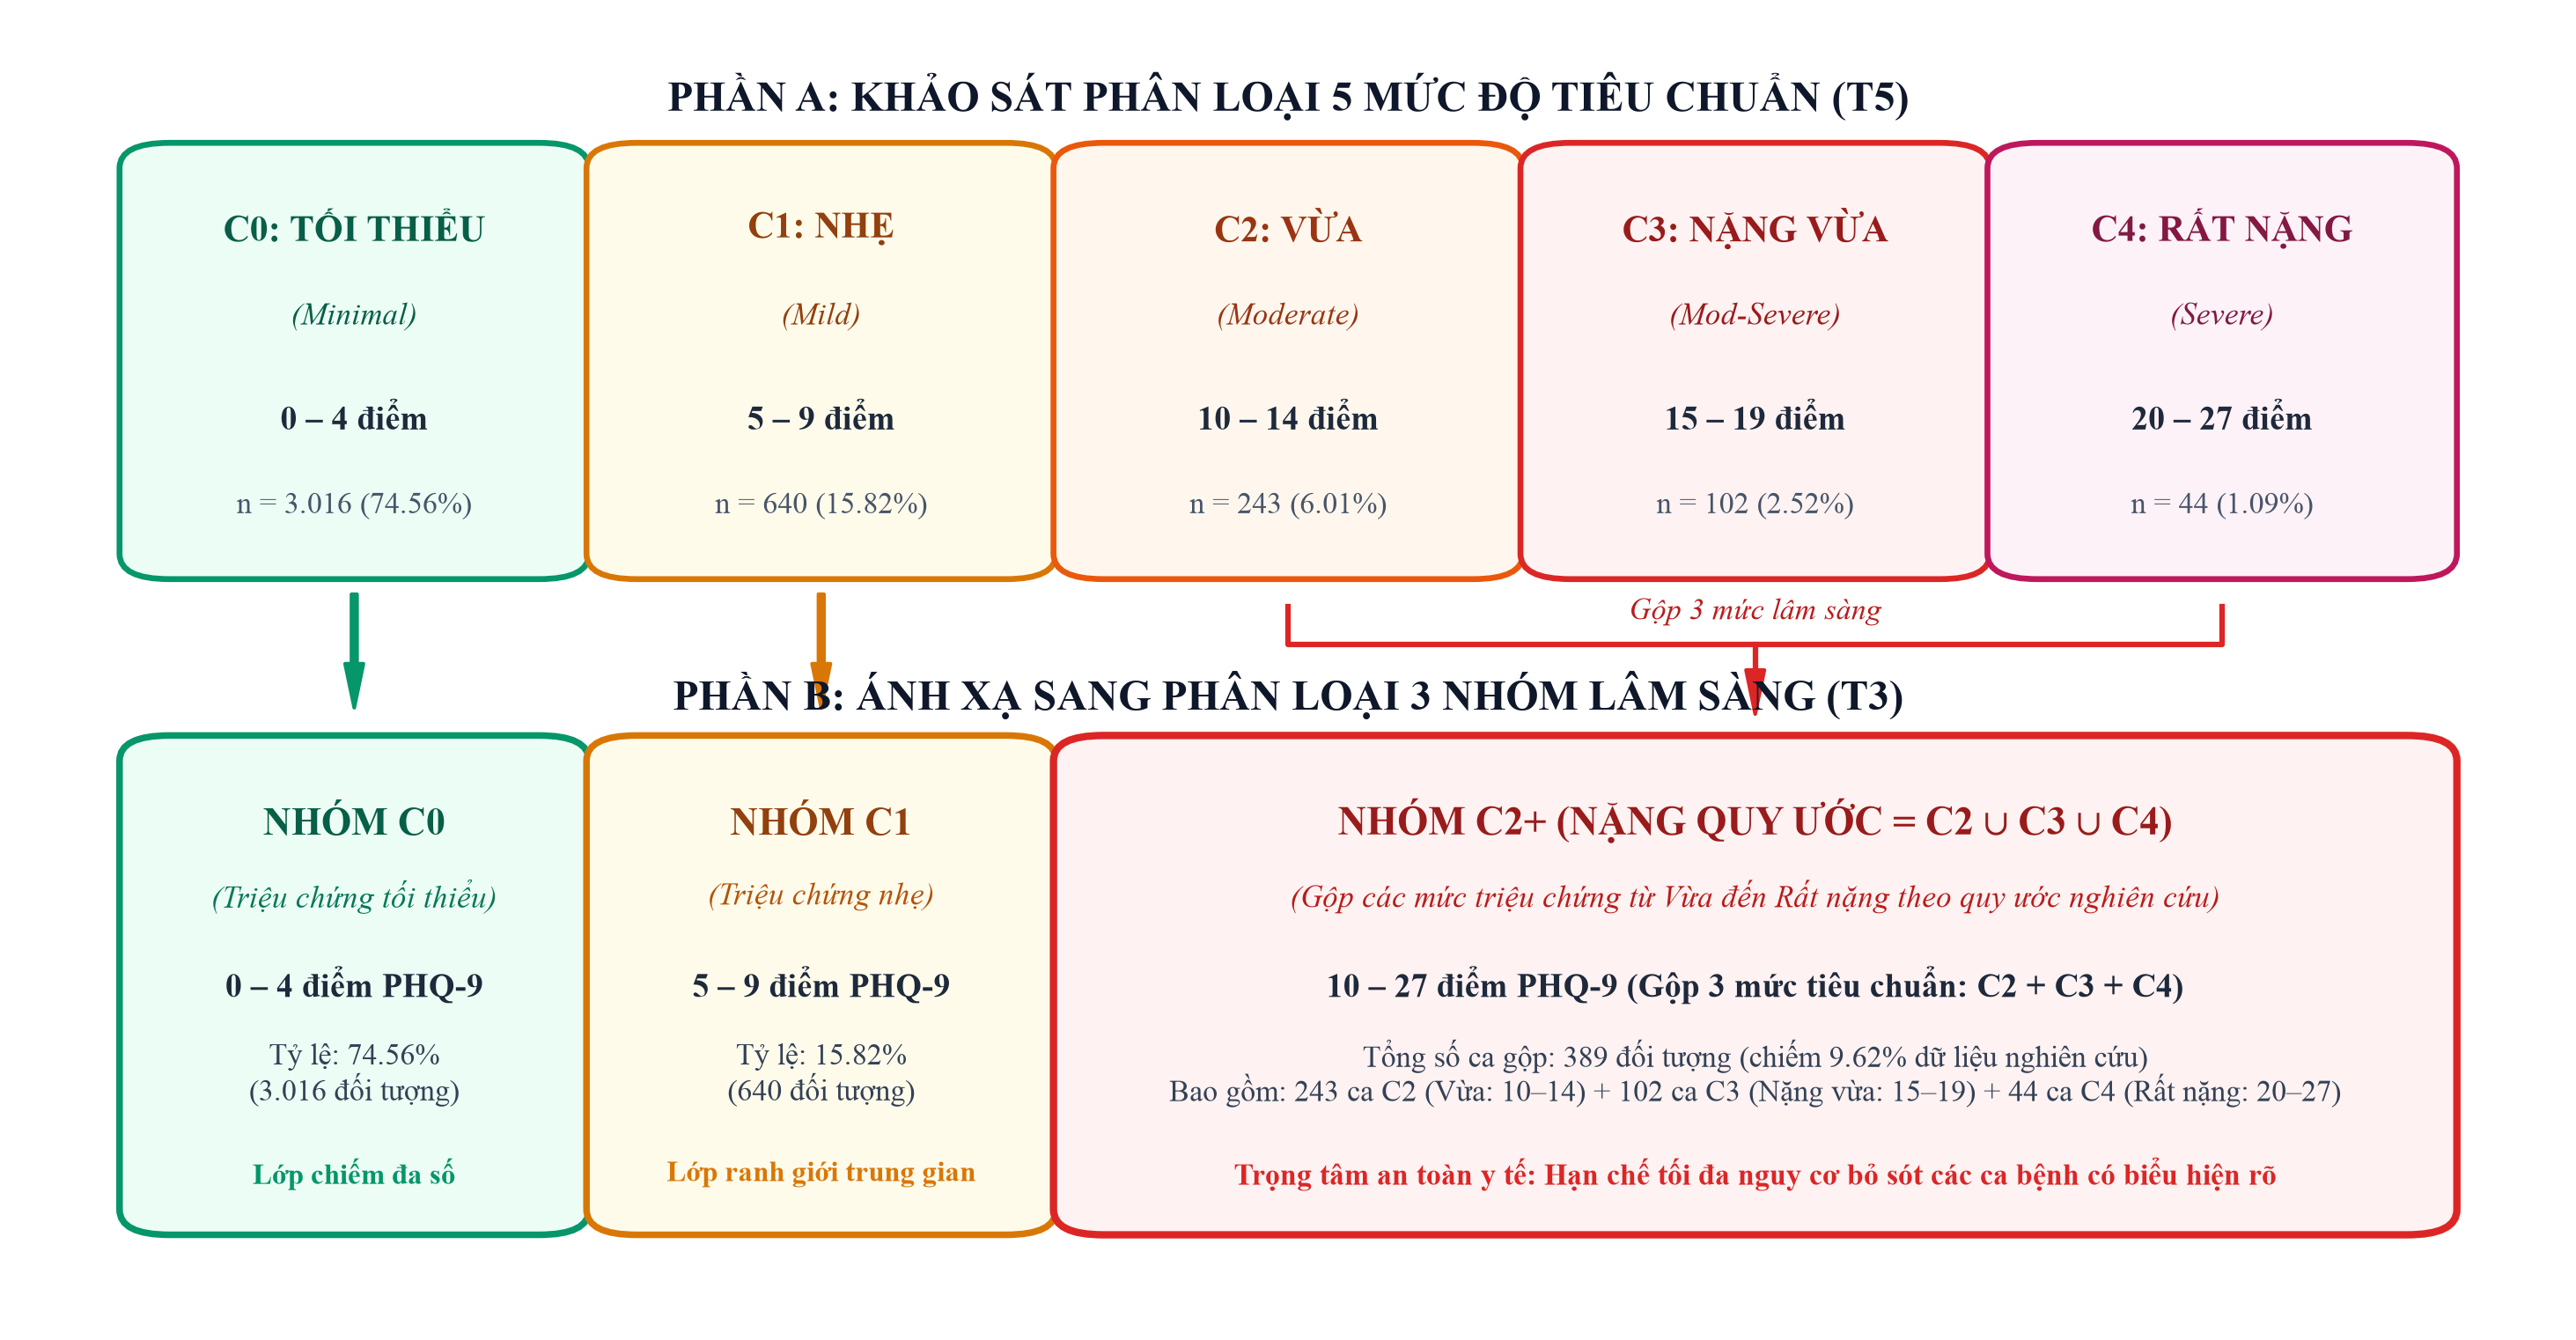 PHẦN A: KHẢO SÁT PHÂN LOẠI 5 MỨC ĐỘ TIÊU CHUẨN (T5)
C0: TỐI THIỂU
(Minimal)
0 – 4 điểm
n = 3.016 (74.56%)
C1: NHẸ
(Mild)
5 – 9 điểm
n = 640 (15.82%)
C2: VỪA
(Moderate)
10 – 14 điểm
n = 243 (6.01%)
C3: NẶNG VỪA
(Mod-Severe)
15 – 19 điểm
n = 102 (2.52%)
C4: RẤT NẶNG
(Severe)
20 – 27 điểm
n = 44 (1.09%)
Gộp 3 mức lâm sàng
PHẦN B: ÁNH XẠ SANG PHÂN LOẠI 3 NHÓM LÂM SÀNG (T3)
NHÓM C0
(Triệu chứng tối thiểu)
0 – 4 điểm PHQ-9
Tỷ lệ: 74.56%
(3.016 đối tượng)
Lớp chiếm đa số
NHÓM C1
(Triệu chứng nhẹ)
5 – 9 điểm PHQ-9
Tỷ lệ: 15.82%
(640 đối tượng)
Lớp ranh giới trung gian
NHÓM C2+ (NẶNG QUY ƯỚC = C2 ∪ C3 ∪ C4)
(Gộp các mức triệu chứng từ Vừa đến Rất nặng theo quy ước nghiên cứu)
10 – 27 điểm PHQ-9 (Gộp 3 mức tiêu chuẩn: C2 + C3 + C4)
Tổng số ca gộp: 389 đối tượng (chiếm 9.62% dữ liệu nghiên cứu)
Bao gồm: 243 ca C2 (Vừa: 10–14) + 102 ca C3 (Nặng vừa: 15–19) + 44 ca C4 (Rất nặng: 20–27)
Trọng tâm an toàn y tế: Hạn chế tối đa nguy cơ bỏ sót các ca bệnh có biểu hiện rõ